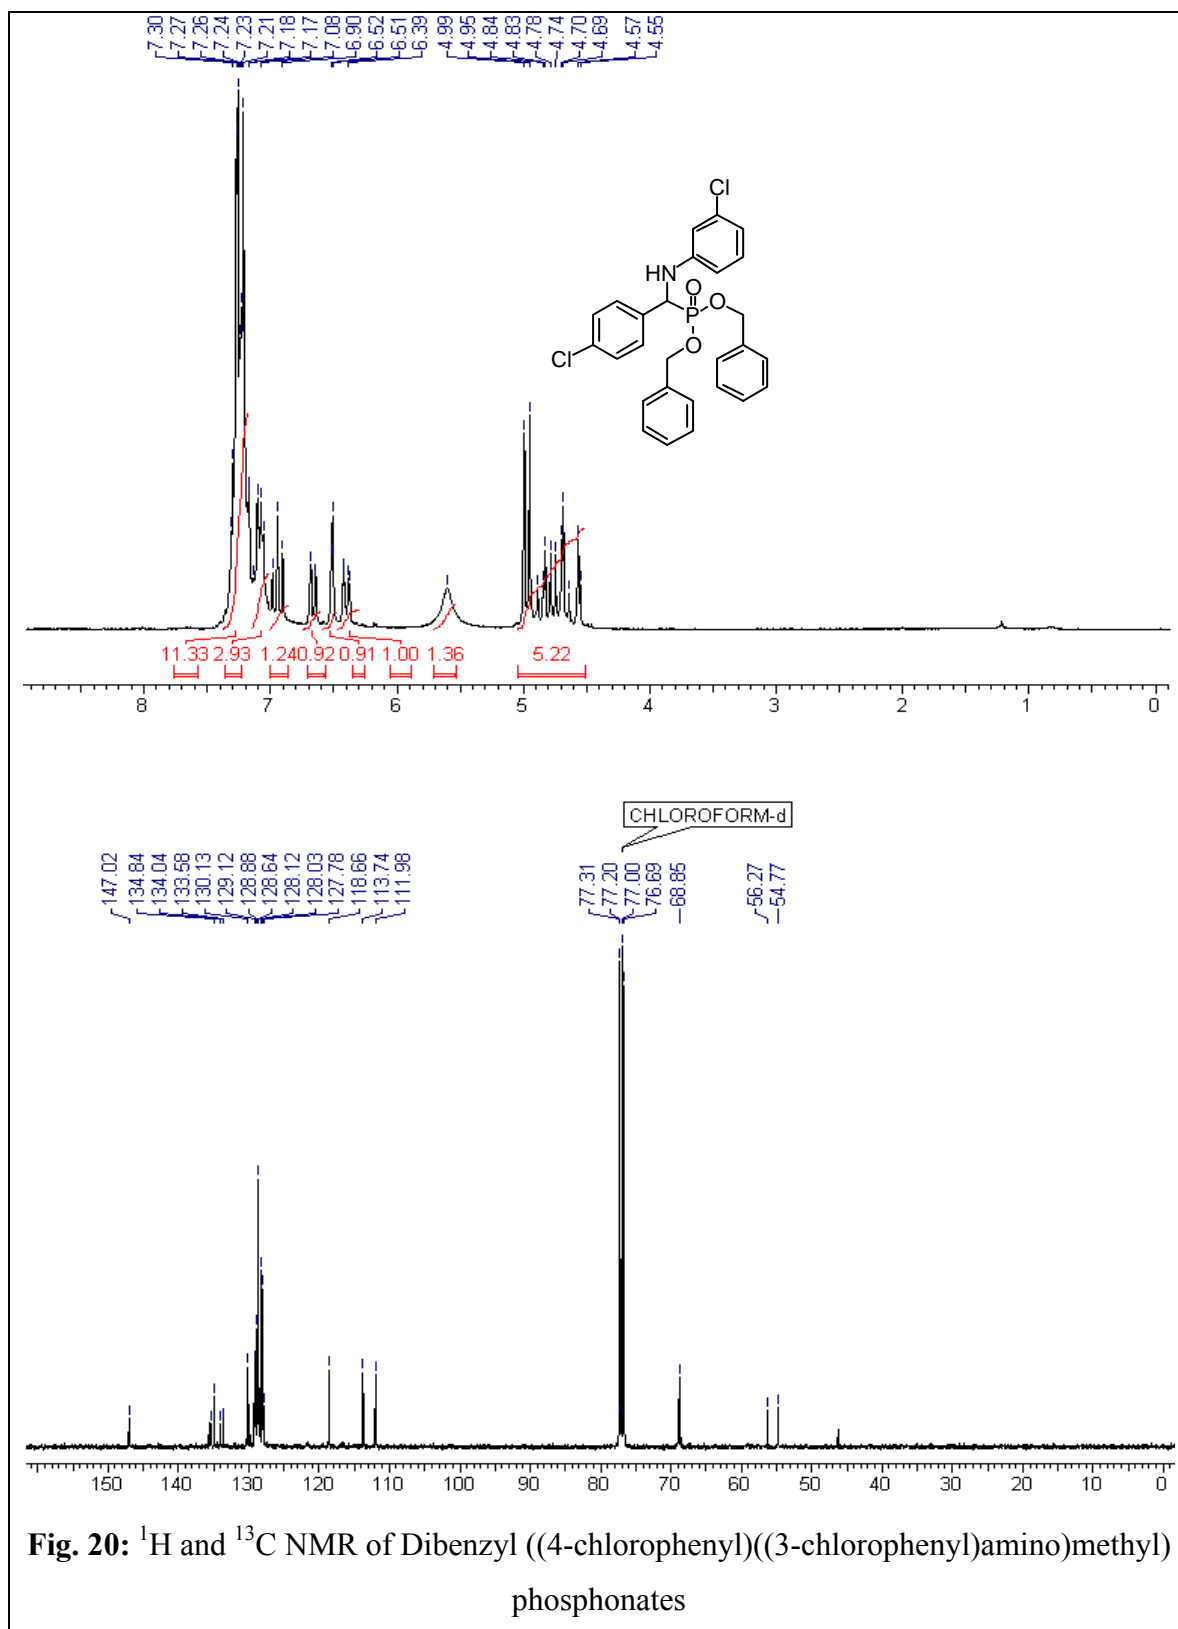 7.30 7.27 7.26 7.24 7.23 7.21 7.18 7.17 7.08 6.90 6.52 6.51 6.39 4.99 4.95 4.84 4.83 4.78 4.74 4.70 4.69 4.57 4.55
Cl
HN
O
P
O
O
Cl
11.33 2.93 1.24 0.92 0.91 1.00 1.36 5.22
8 7 6 5 4 3 2 1 0
CHLOROFORM-d
147.02 134.84 134.04 133.58 130.13 129.12 128.88 128.64 128.12 128.03 127.78 118.66 113.74 111.98 77.31 77.20 77.00 76.69 68.85 56.27 54.77
150 140 130 120 110 100 90 80 70 60 50 40 30 20 10 0
Fig. 20: ¹H and ¹³C NMR of Dibenzyl ((4-chlorophenyl)((3-chlorophenyl)amino)methyl)
phosphonates